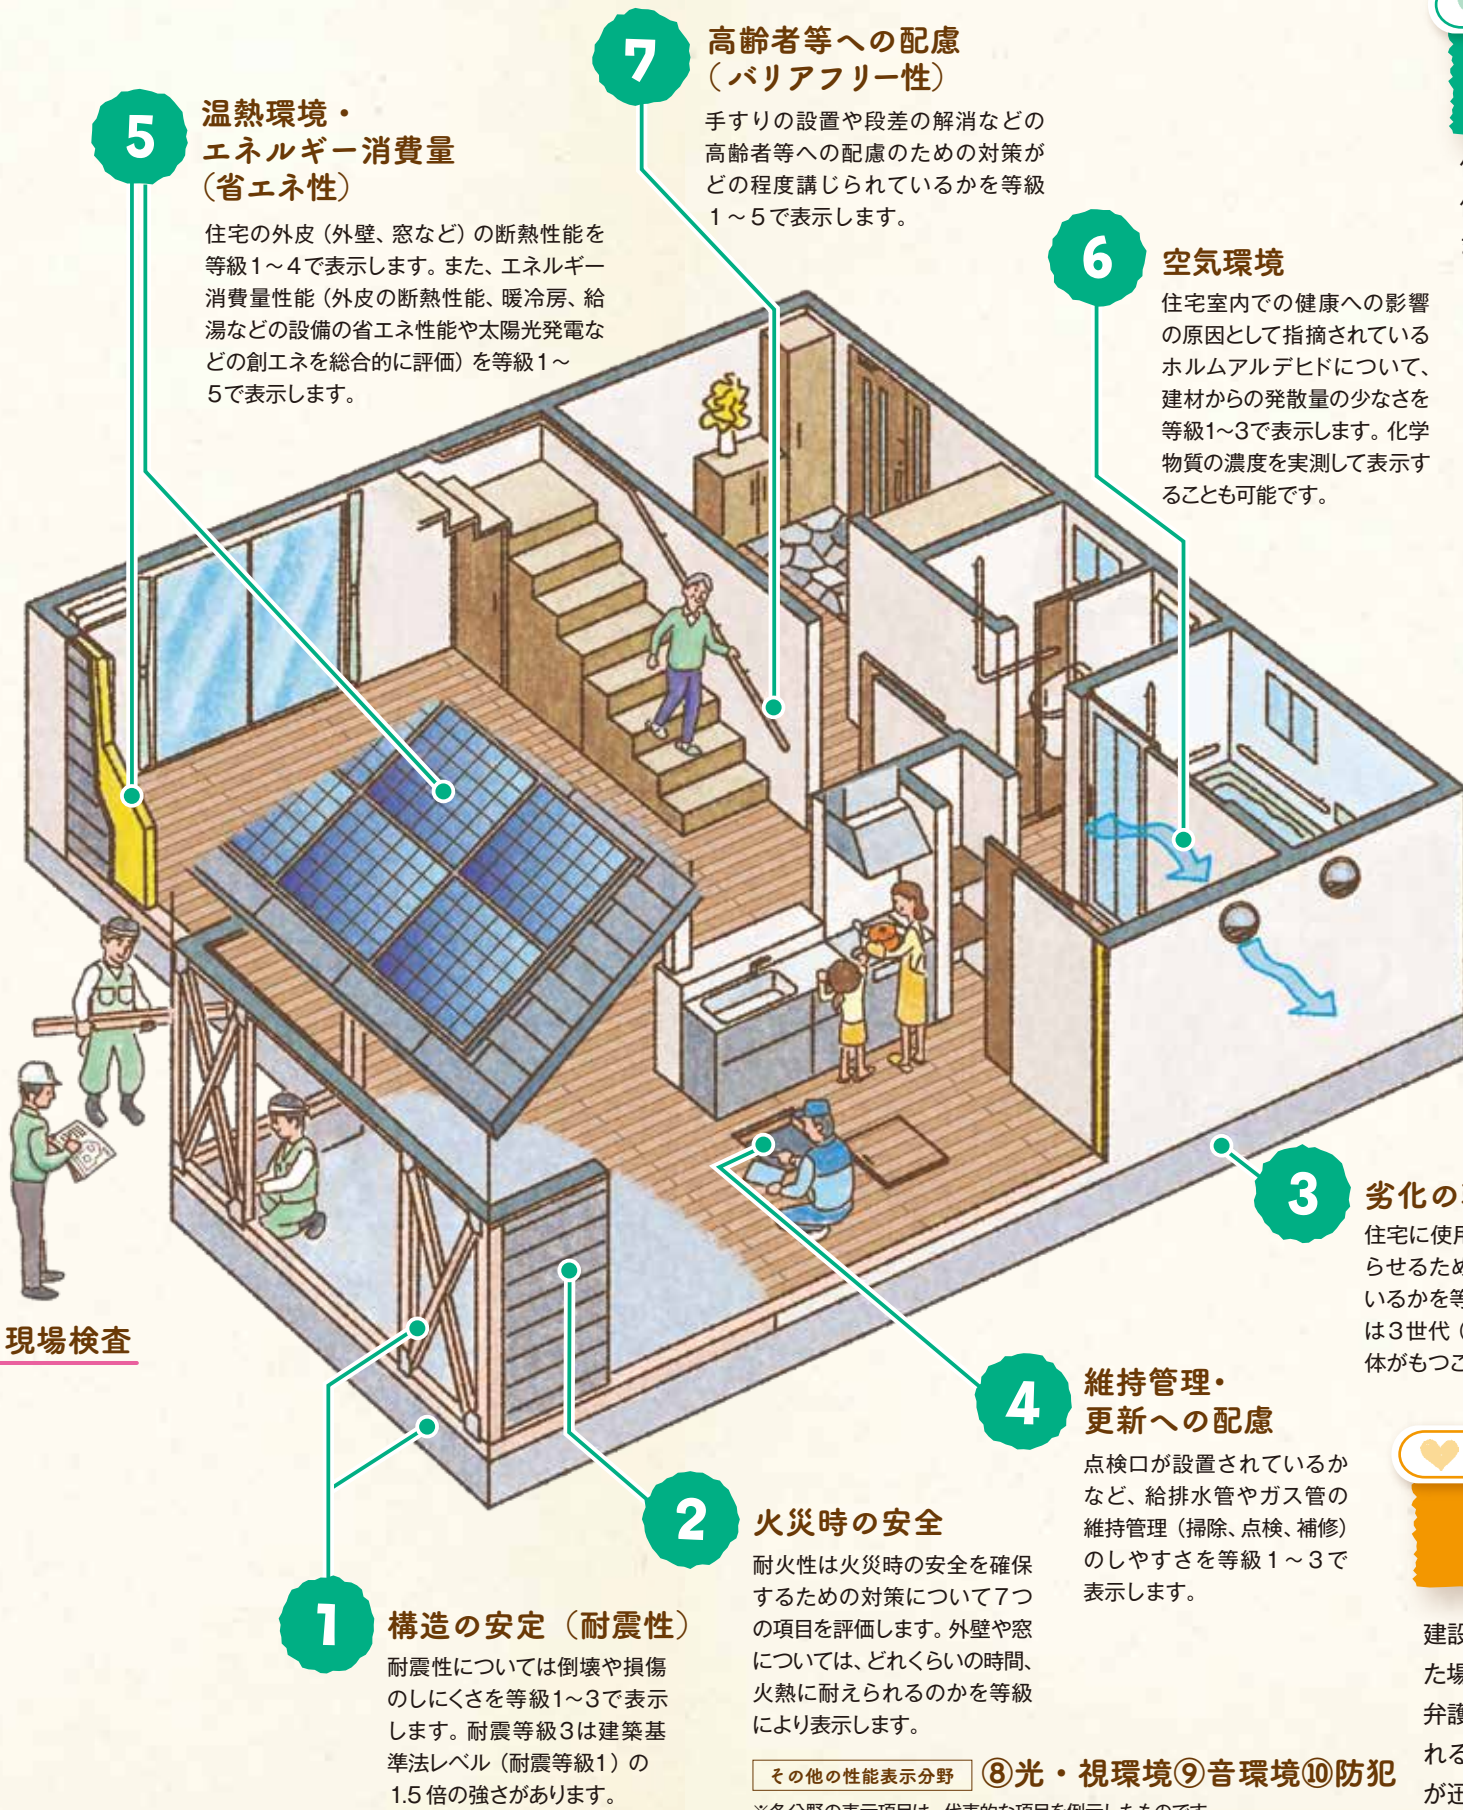 7
高齢者等への配慮
（バリアフリー性）
手すりの設置や段差の解消などの
高齢者等への配慮のための対策が
どの程度講じられているかを等級
1～5で表示します。
5
温熱環境・
エネルギー消費量
（省エネ性）
住宅の外皮（外壁、窓など）の断熱性能を
等級1～4で表示します。また、エネルギー
消費量性能（外皮の断熱性能、暖冷房、給
湯などの設備の省エネ性能や太陽光発電な
どの創エネを総合的に評価）を等級1～
5で表示します。
6
空気環境
住宅室内での健康への影響
の原因として指摘されている
ホルムアルデヒドについて、
建材からの発散量の少なさを
等級1~3で表示します。化学
物質の濃度を実測して表示す
ることも可能です。
3
劣化の
住宅に使
らせるため
いるかを等
は3世代（
体がもつこ
現場検査
4
維持管理・
更新への配慮
点検口が設置されているか
など、給排水管やガス管の
維持管理（掃除、点検、補修）
のしやすさを等級1～3で
表示します。
2
火災時の安全
耐火性は火災時の安全を確保
するための対策について7つ
の項目を評価します。外壁や窓
については、どれくらいの時間、
火熱に耐えられるのかを等級
により表示します。
1
構造の安定（耐震性）
耐震性については倒壊や損傷
のしにくさを等級1~3で表示
します。耐震等級3は建築基
準法レベル（耐震等級1）の
1.5倍の強さがあります。
その他の性能表示分野 ⑧光・視環境⑨音環境⑩防犯
※各分野の表示項目は、代表的な項目を例示したものです
建設
た場
弁護
れる
が迅